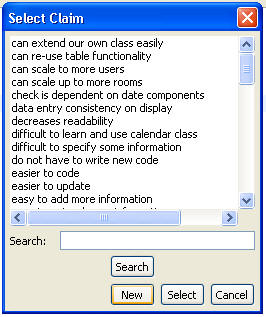 Select Claim
can extend our own class easily
can re-use table functionality
can scale to more users
can scale up to more rooms
check is dependent on date components
data entry consistency on display
decreases readability
difficult to learn and use calendar class
difficult to specify some information
do not have to write new code
easier to code
easier to update
easy to add more information
Search:
Search
New Select Cancel